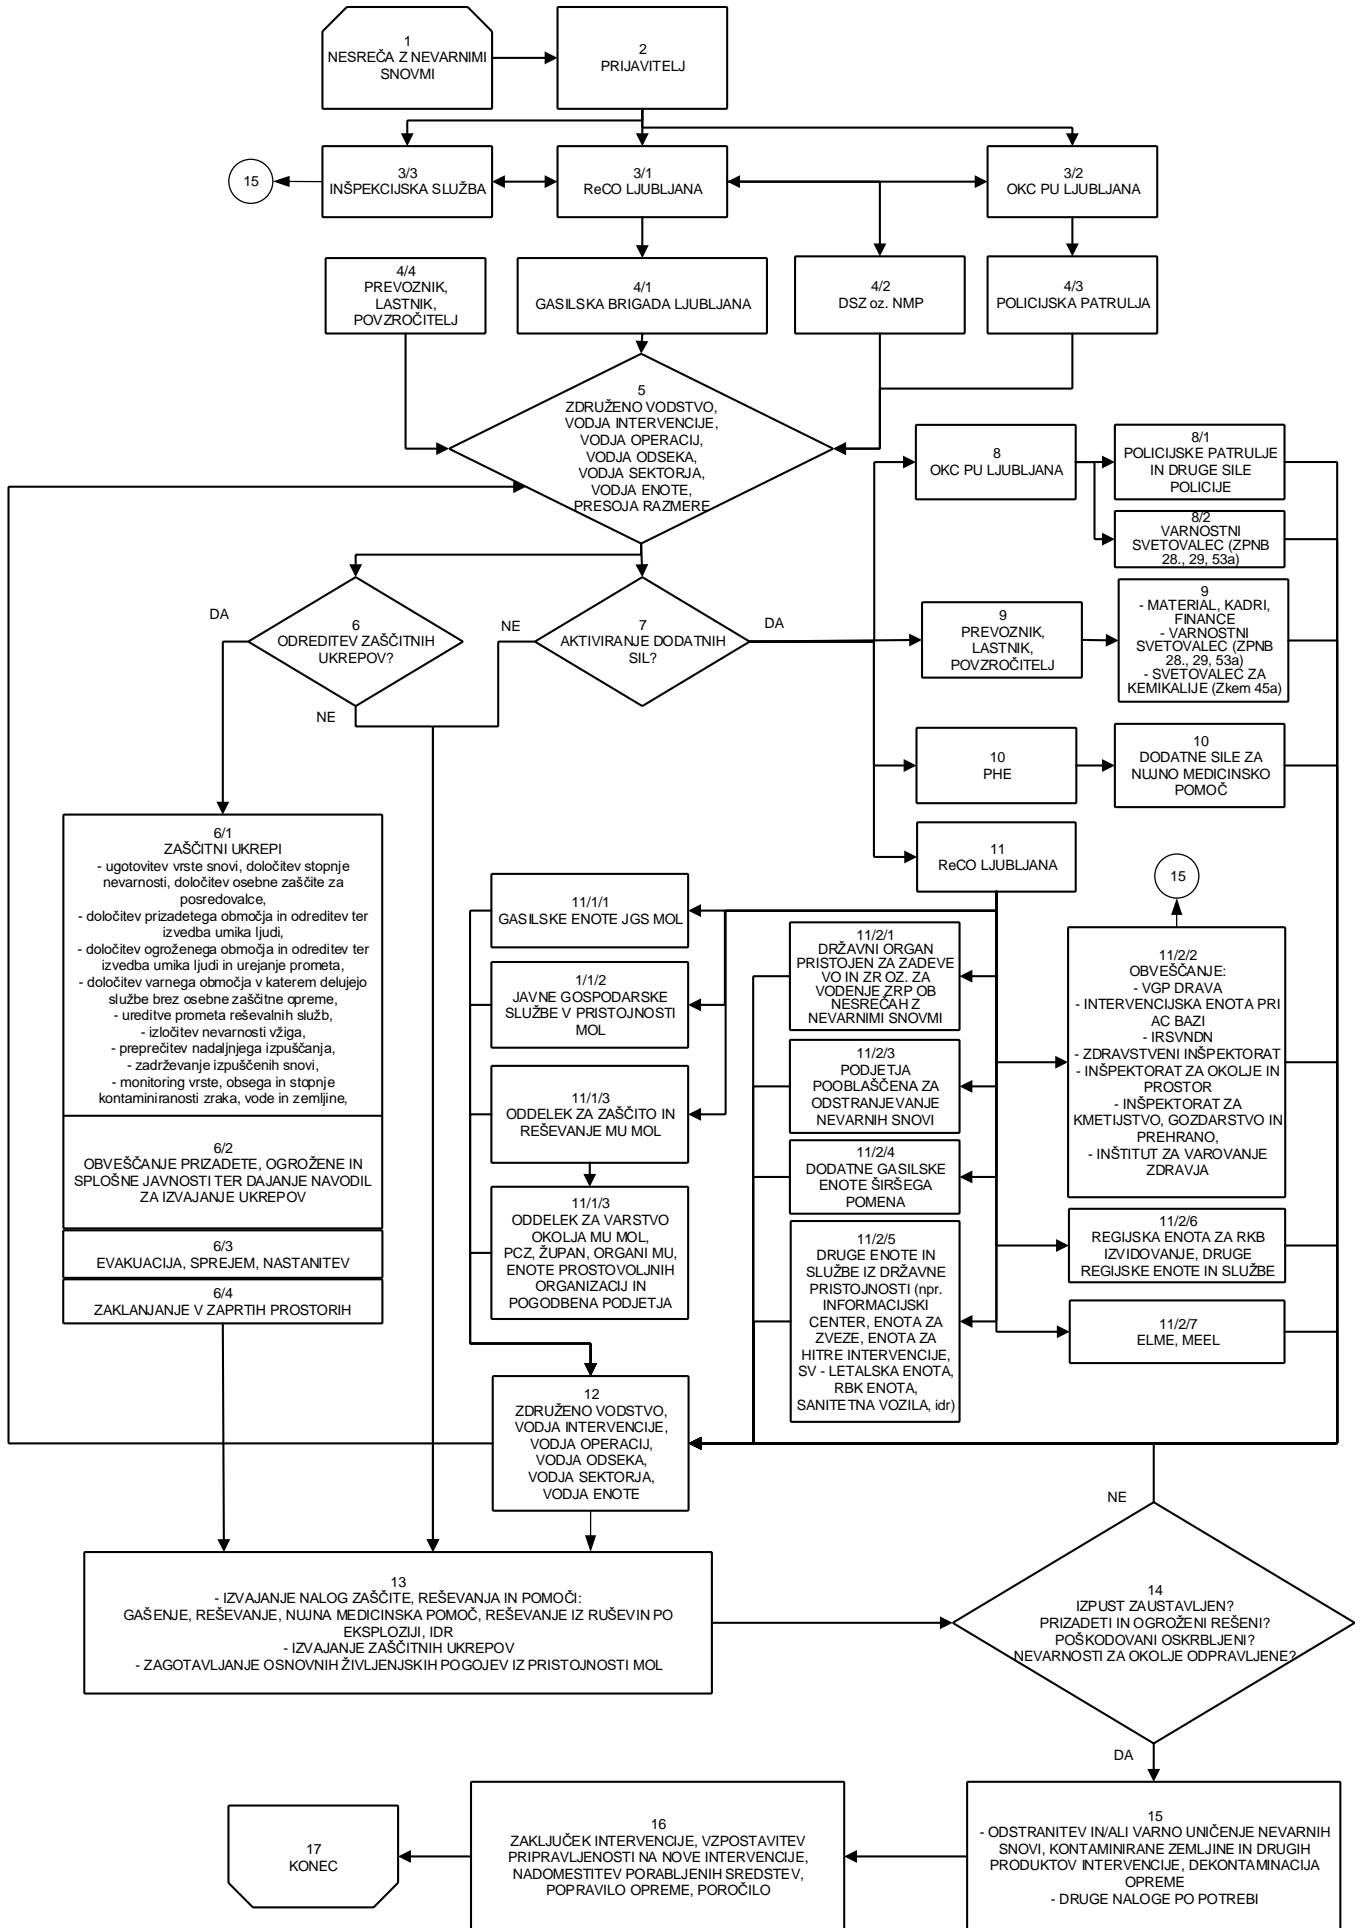 1
NESREČA Z NEVARNIMI
SNOVMI
2
PRIJAVITELJ
15
3/3
INŠPEKCIJSKA SLUŽBA
3/1
ReCO LJUBLJANA
3/2
OKC PU LJUBLJANA
4/4
PREVOZNIK,
LASTNIK,
POVZROČITELJ
4/1
GASILSKA BRIGADA LJUBLJANA
4/2
DSZ oz. NMP
4/3
POLICIJSKA PATRULJA
5
ZDRUŽENO VODSTVO,
VODJA INTERVENCIJE,
VODJA OPERACIJ,
VODJA ODSEKA,
VODJA SEKTORJA,
VODJA ENOTE,
PRESOJA RAZMERE
8
OKC PU LJUBLJANA
8/1
POLICIJSKE PATRULJE
IN DRUGE SILE
POLICIJE
8/2
VARNOSTNI
SVETOVALEC (ZPNB
28., 29, 53a)
DA
6
ODREDITEV ZAŠČITNIH
UKREPOV?
NE
NE
7
AKTIVIRANJE DODATNIH
SIL?
DA
9
PREVOZNIK,
LASTNIK,
POVZROČITELJ
9
- MATERIAL, KADRI,
FINANCE
- VARNOSTNI
SVETOVALEC (ZPNB
28., 29, 53a)
- SVETOVALEC ZA
KEMIKALIJE (Zkem 45a)
10
PHE
10
DODATNE SILE ZA
NUJNO MEDICINSKO
POMOČ
11
ReCO LJUBLJANA
15
6/1
ZAŠČITNI UKREPI
- ugotovitev vrste snovi, določitev stopnje
nevarnosti, določitev osebne zaščite za
posredovalce,
- določitev prizadetega območja in odreditev ter
izvedba umika ljudi,
- določitev ogroženega območja in odreditev ter
izvedba umika ljudi in urejanje prometa,
- določitev varnega območja v katerem delujejo
službe brez osebne zaščitne opreme,
- ureditve prometa reševalnih služb,
- izločitev nevarnosti vžiga,
- preprečitev nadaljnjega izpuščanja,
- zadrževanje izpuščenih snovi,
- monitoring vrste, obsega in stopnje
kontaminiranosti zraka, vode in zemljine,
6/2
OBVEŠČANJE PRIZADETE, OGROŽENE IN
SPLOŠNE JAVNOSTI TER DAJANJE NAVODIL
ZA IZVAJANJE UKREPOV
6/3
EVAKUACIJA, SPREJEM, NASTANITEV
6/4
ZAKLANJANJE V ZAPRTIH PROSTORIH
11/1/1
GASILSKE ENOTE JGS MOL
1/1/2
JAVNE GOSPODARSKE
SLUŽBE V PRISTOJNOSTI
MOL
11/1/3
ODDELEK ZA ZAŠČITO IN
REŠEVANJE MU MOL
11/1/3
ODDELEK ZA VARSTVO
OKOLJA MU MOL,
PCZ, ŽUPAN, ORGANI MU,
ENOTE PROSTOVOLJNIH
ORGANIZACIJ IN
POGODBENA PODJETJA
11/2/1
DRŽAVNI ORGAN
PRISTOJEN ZA ZADEVE
VO IN ZR OZ. ZA
VODENJE ZRP OB
NESREČAH Z
NEVARNIMI SNOVMI
11/2/3
PODJETJA
POOBLAŠČENA ZA
ODSTRANJEVANJE
NEVARNIH SNOVI
11/2/4
DODATNE GASILSKE
ENOTE ŠIRŠEGA
POMENA
11/2/5
DRUGE ENOTE IN
SLUŽBE IZ DRŽAVNE
PRISTOJNOSTI (npr.
INFORMACIJSKI
CENTER, ENOTA ZA
ZVEZE, ENOTA ZA
HITRE INTERVENCIJE,
SV - LETALSKA ENOTA,
RBK ENOTA,
SANITETNA VOZILA, idr)
11/2/2
OBVEŠČANJE:
- VGP DRAVA
- INTERVENCIJSKA ENOTA PRI
AC BAZI
- IRSVNDN
- ZDRAVSTVENI INŠPEKTORAT
- INŠPEKTORAT ZA OKOLJE IN
PROSTOR
- INŠPEKTORAT ZA
KMETIJSTVO, GOZDARSTVO IN
PREHRANO,
- INŠTITUT ZA VAROVANJE
ZDRAVJA
11/2/6
REGIJSKA ENOTA ZA RKB
IZVIDOVANJE, DRUGE
REGIJSKE ENOTE IN SLUŽBE
11/2/7
ELME, MEEL
12
ZDRUŽENO VODSTVO,
VODJA INTERVENCIJE,
VODJA OPERACIJ,
VODJA ODSEKA,
VODJA SEKTORJA,
VODJA ENOTE
13
- IZVAJANJE NALOG ZAŠČITE, REŠEVANJA IN POMOČI:
GAŠENJE, REŠEVANJE, NUJNA MEDICINSKA POMOČ, REŠEVANJE IZ RUŠEVIN PO
EKSPLOZIJI, IDR
- IZVAJANJE ZAŠČITNIH UKREPOV
- ZAGOTAVLJANJE OSNOVNIH ŽIVLJENJSKIH POGOJEV IZ PRISTOJNOSTI MOL
NE
14
IZPUST ZAUSTAVLJEN?
PRIZADETI IN OGROŽENI REŠENI?
POŠKODOVANI OSKRBLJENI?
NEVARNOSTI ZA OKOLJE ODPRAVLJENE?
DA
17
KONEC
16
ZAKLJUČEK INTERVENCIJE, VZPOSTAVITEV
PRIPRAVLJENOSTI NA NOVE INTERVENCIJE,
NADOMESTITEV PORABLJENIH SREDSTEV,
POPRAVILO OPREME, POROČILO
15
- ODSTRANITEV IN/ALI VARNO UNIČENJE NEVARNIH
SNOVI, KONTAMINIRANE ZEMLJINE IN DRUGIH
PRODUKTOV INTERVENCIJE, DEKONTAMINACIJA
OPREME
- DRUGE NALOGE PO POTREBI